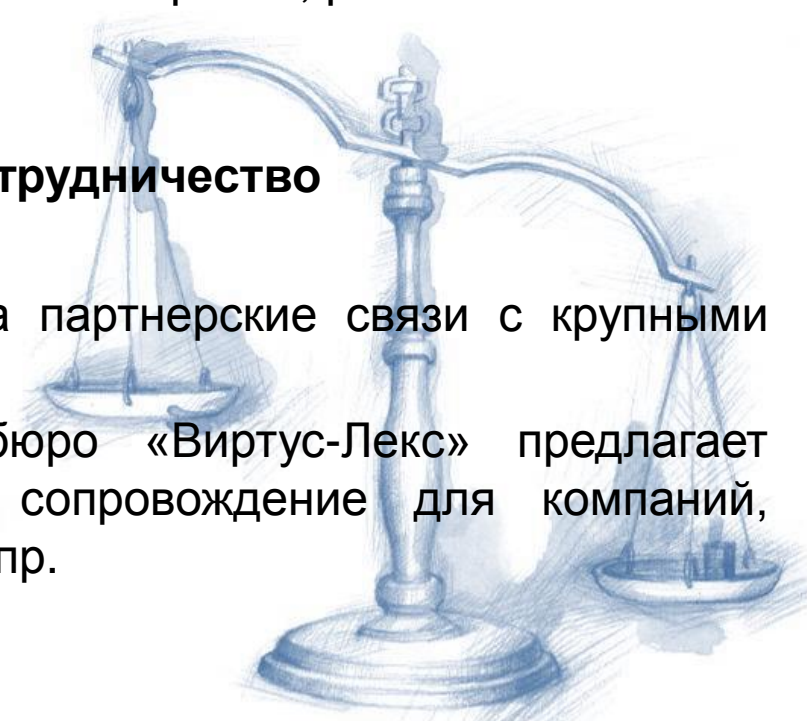 трудничество
а партнерские связи с крупными
бюро «Виртус-Лекс» предлагает
сопровождение для компаний,
пр.